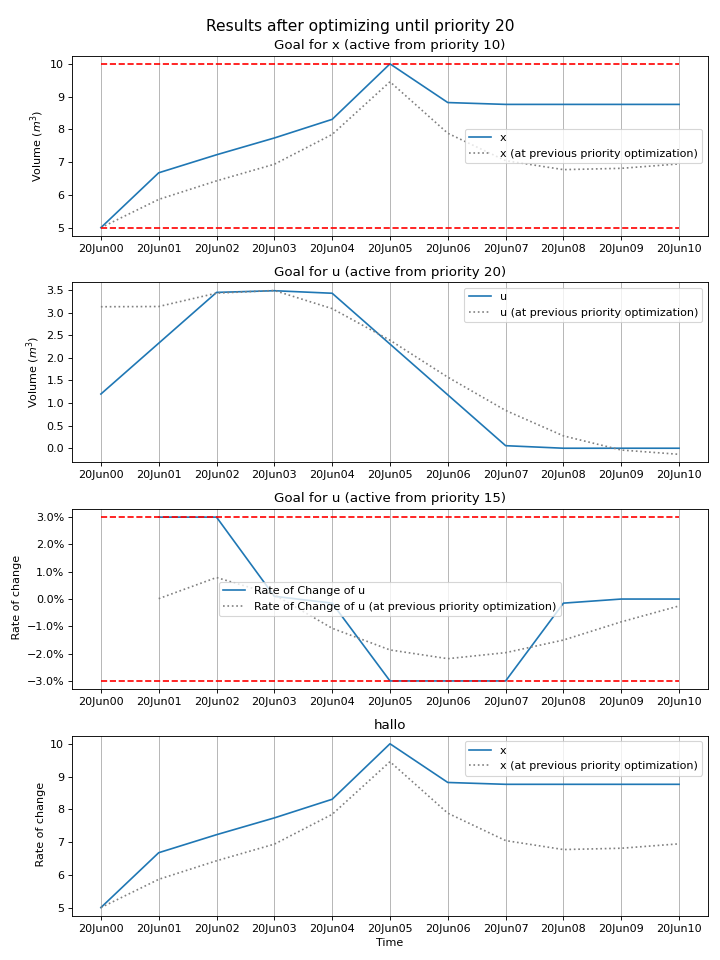 Results after optimizing until priority 20
Goal for x (active from priority 10)
10
9
8
7
6
5
Volume (m³)
x
x (at previous priority optimization)
20Jun00 20Jun01 20Jun02 20Jun03 20Jun04 20Jun05 20Jun06 20Jun07 20Jun08 20Jun09 20Jun10
Goal for u (active from priority 20)
3.5
3.0
2.5
2.0
1.5
1.0
0.5
0.0
Volume (m³)
u
u (at previous priority optimization)
20Jun00 20Jun01 20Jun02 20Jun03 20Jun04 20Jun05 20Jun06 20Jun07 20Jun08 20Jun09 20Jun10
Goal for u (active from priority 15)
3.0%
2.0%
1.0%
0.0%
−1.0%
−2.0%
−3.0%
Rate of change
Rate of Change of u
Rate of Change of u (at previous priority optimization)
20Jun00 20Jun01 20Jun02 20Jun03 20Jun04 20Jun05 20Jun06 20Jun07 20Jun08 20Jun09 20Jun10
hallo
10
9
8
7
6
5
Rate of change
x
x (at previous priority optimization)
20Jun00 20Jun01 20Jun02 20Jun03 20Jun04 20Jun05 20Jun06 20Jun07 20Jun08 20Jun09 20Jun10
Time